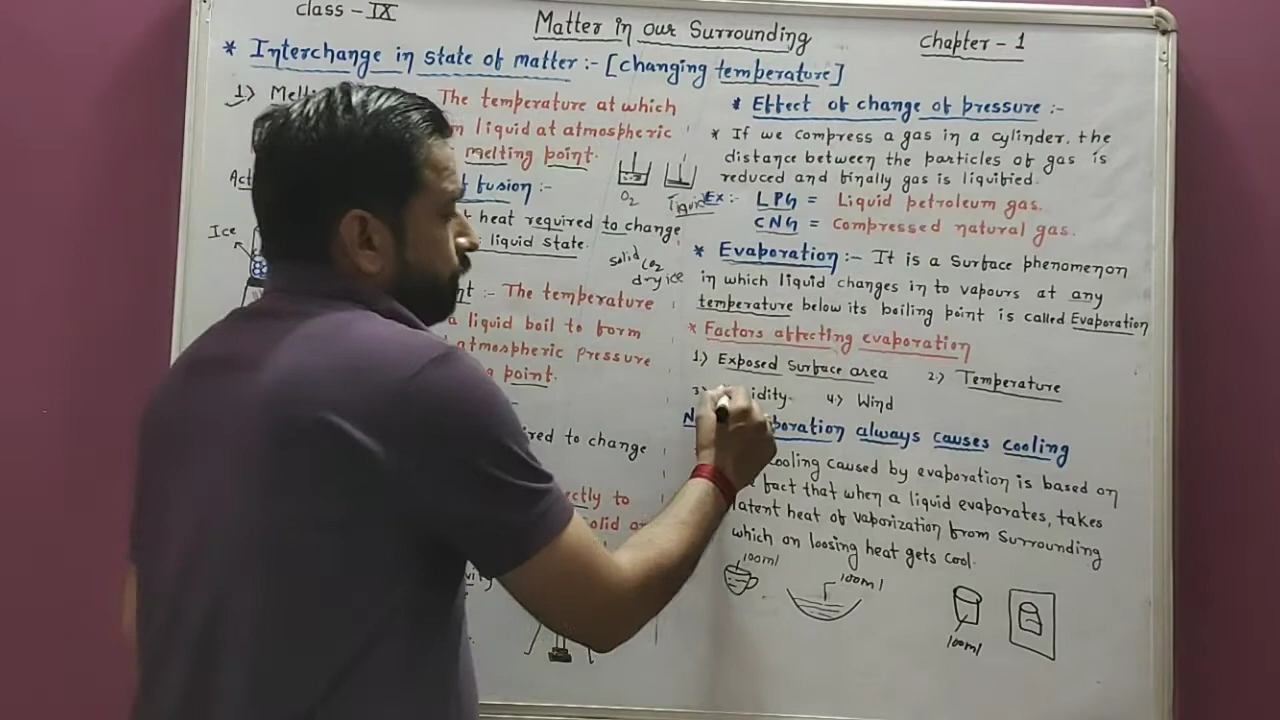 class - IX
Matter in our Surrounding
Chapter - 1
* Interchange in state of matter :- [changing temperature]
1.)
The temperature at which
liquid at atmospheric
melting point.
fusion :-
heat required to change
liquid state.
Ice
:- The temperature
a liquid boil to form
atmospheric pressure
point.
to change
to
O2
liquid
solid CO2
dry ice
* Effect of change of pressure :-
* If we compress a gas in a cylinder, the
distance between the particles of gas is
reduced and finally gas is liquified.
Ex :- LPG = Liquid petroleum gas.
CNG = Compressed natural gas.
* Evaporation :- It is a surface phenomenon
in which liquid changes in to vapours at any
temperature below its boiling point is called Evaporation
* Factors affecting evaporation
1.) Exposed surface area 2.) Temperature
3.) 4.) Wind
always causes cooling
caused by evaporation is based on
fact that when a liquid evaporates, takes
latent heat of vaporization from surrounding
which on loosing heat gets cool.
100ml
100ml
100ml